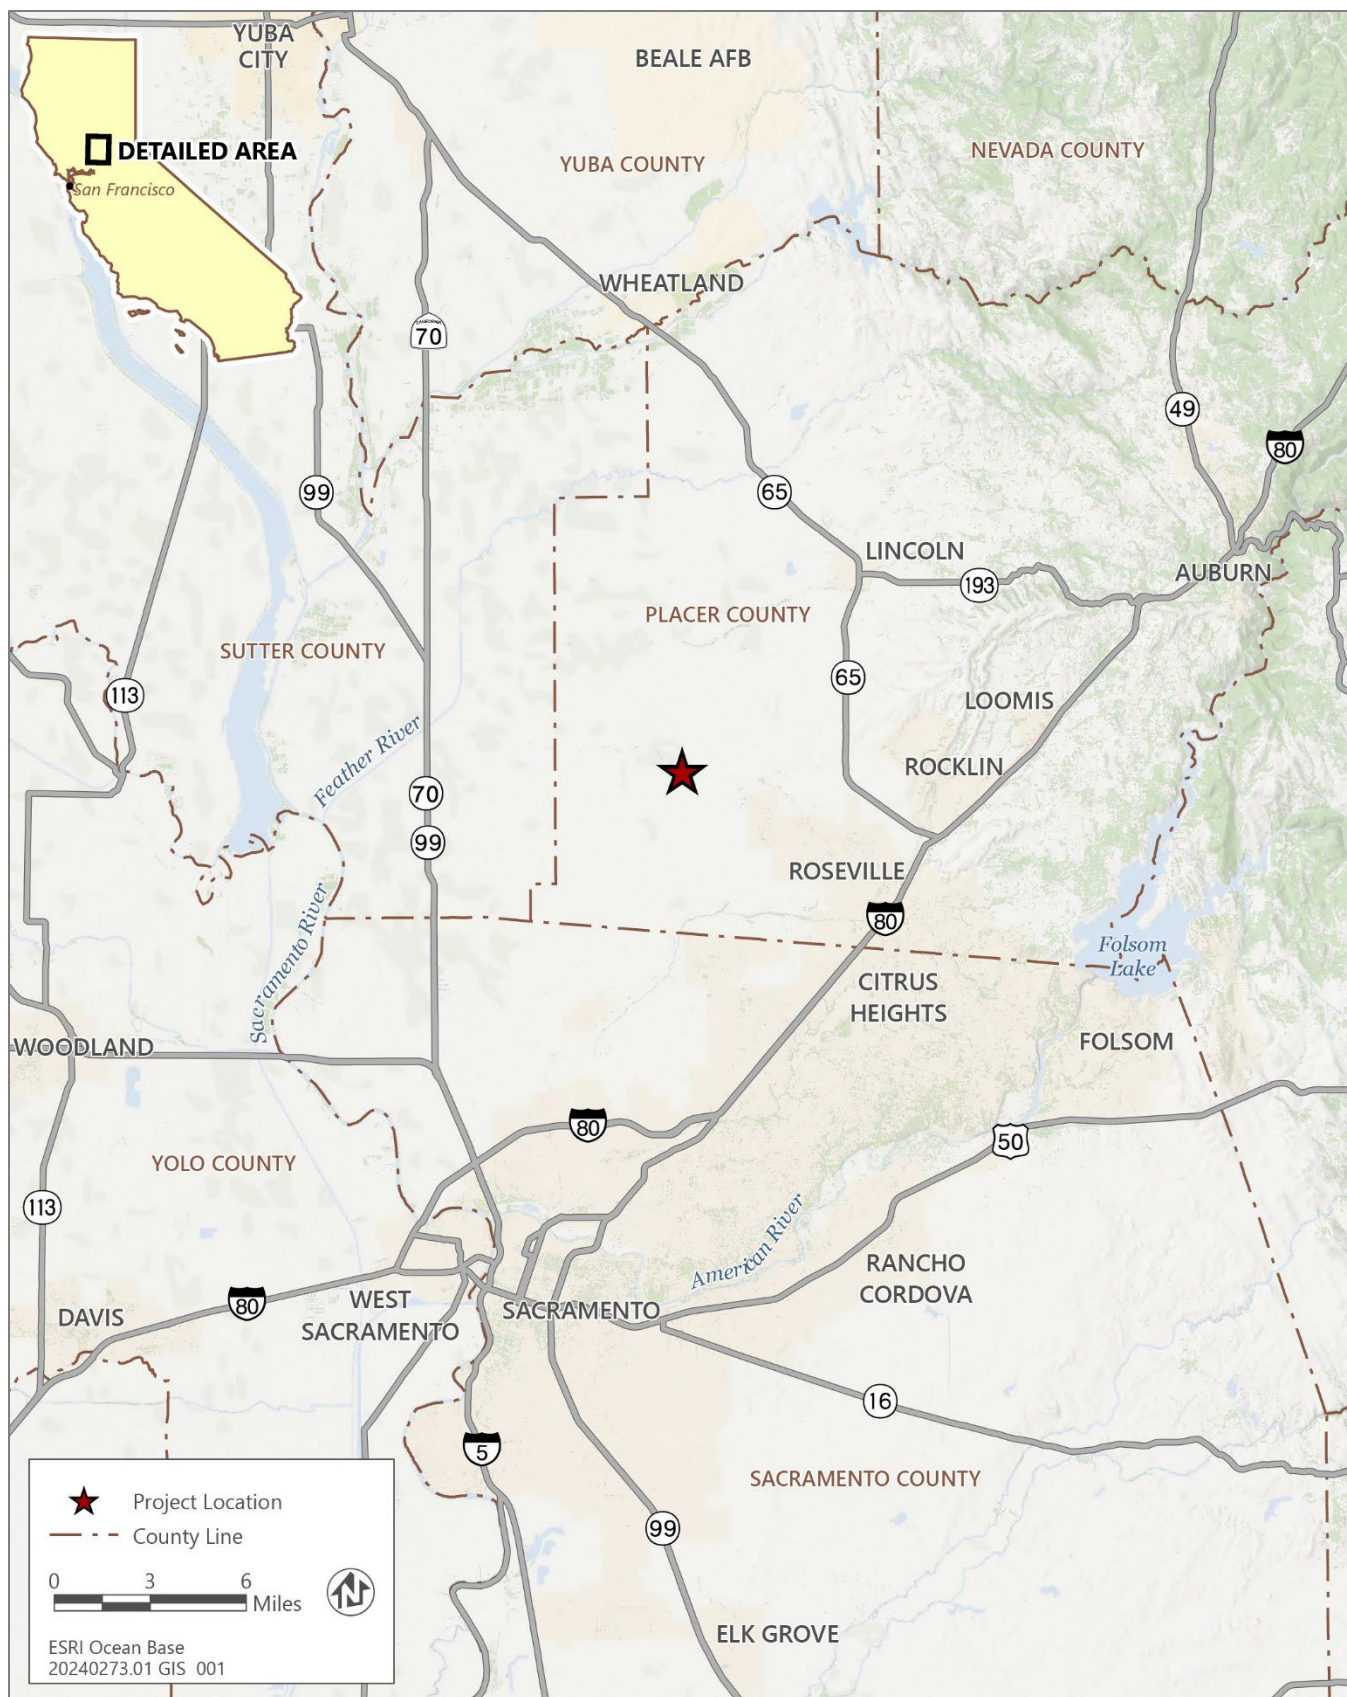 YUBA
CITY
BEALE AFB
DETAILED AREA
San Francisco
YUBA COUNTY
NEVADA COUNTY
WHEATLAND
CALIFORNIA
70
49
80
99
65
LINCOLN
193
AUBURN
PLACER COUNTY
SUTTER COUNTY
113
65
LOOMIS
Feather River
ROCKLIN
70
99
ROSEVILLE
80
Sacramento River
Folsom
Lake
CITRUS
HEIGHTS
WOODLAND
FOLSOM
80
50
YOLO COUNTY
113
American River
RANCHO
CORDOVA
80
WEST
SACRAMENTO
DAVIS
SACRAMENTO
16
5
SACRAMENTO COUNTY
99
ELK GROVE
Project Location
County Line
0 3 6
Miles
N
ESRI Ocean Base
20240273.01 GIS 001